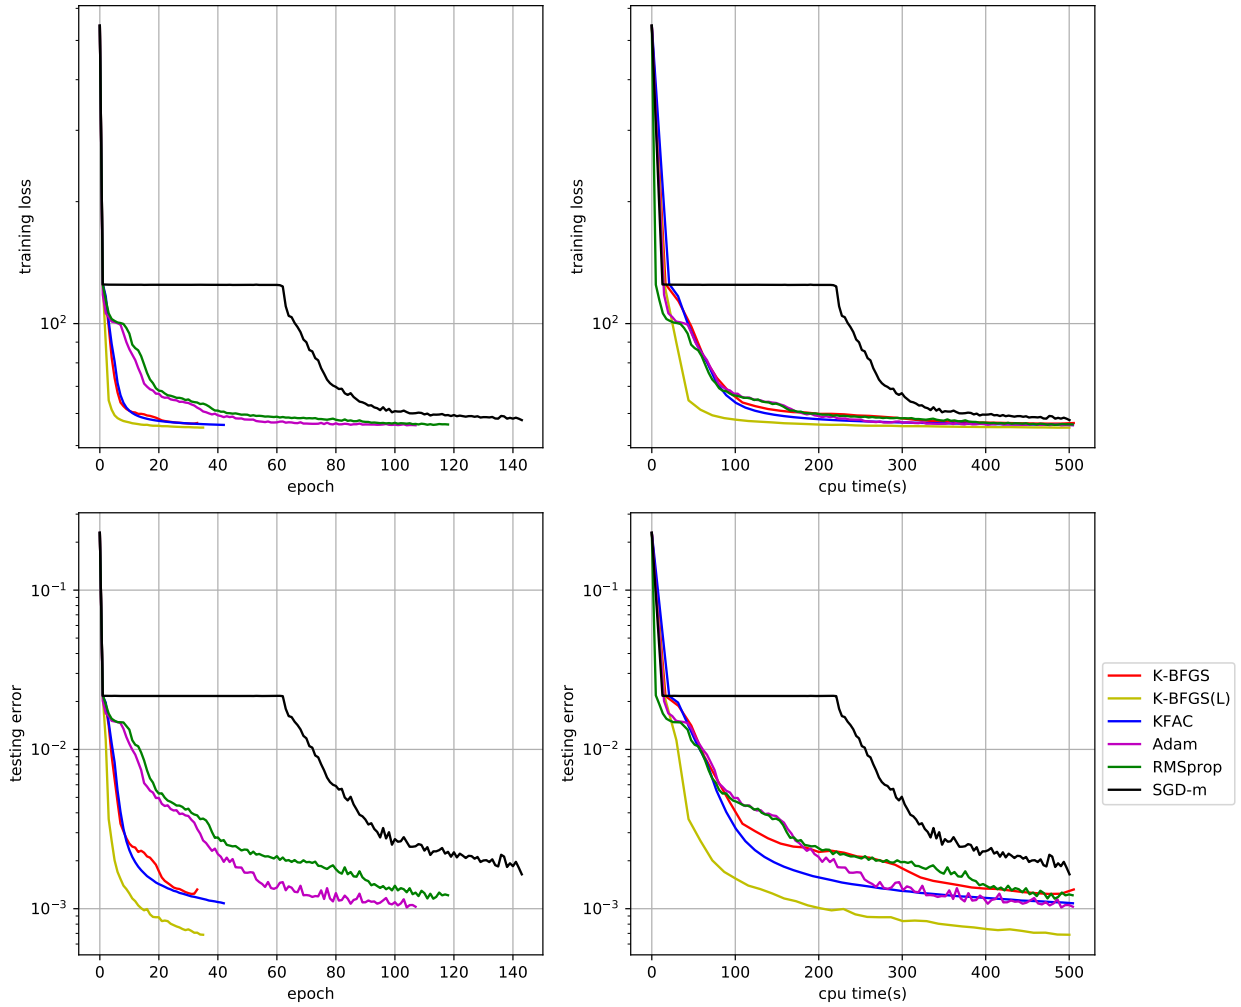 training loss
10²
0 20 40 60 80 100 120 140
epoch
training loss
10²
0 100 200 300 400 500
cpu time(s)
testing error
10⁻¹
10⁻²
10⁻³
0 20 40 60 80 100 120 140
epoch
testing error
10⁻¹
10⁻²
10⁻³
0 100 200 300 400 500
cpu time(s)
K-BFGS
K-BFGS(L)
KFAC
Adam
RMSprop
SGD-m